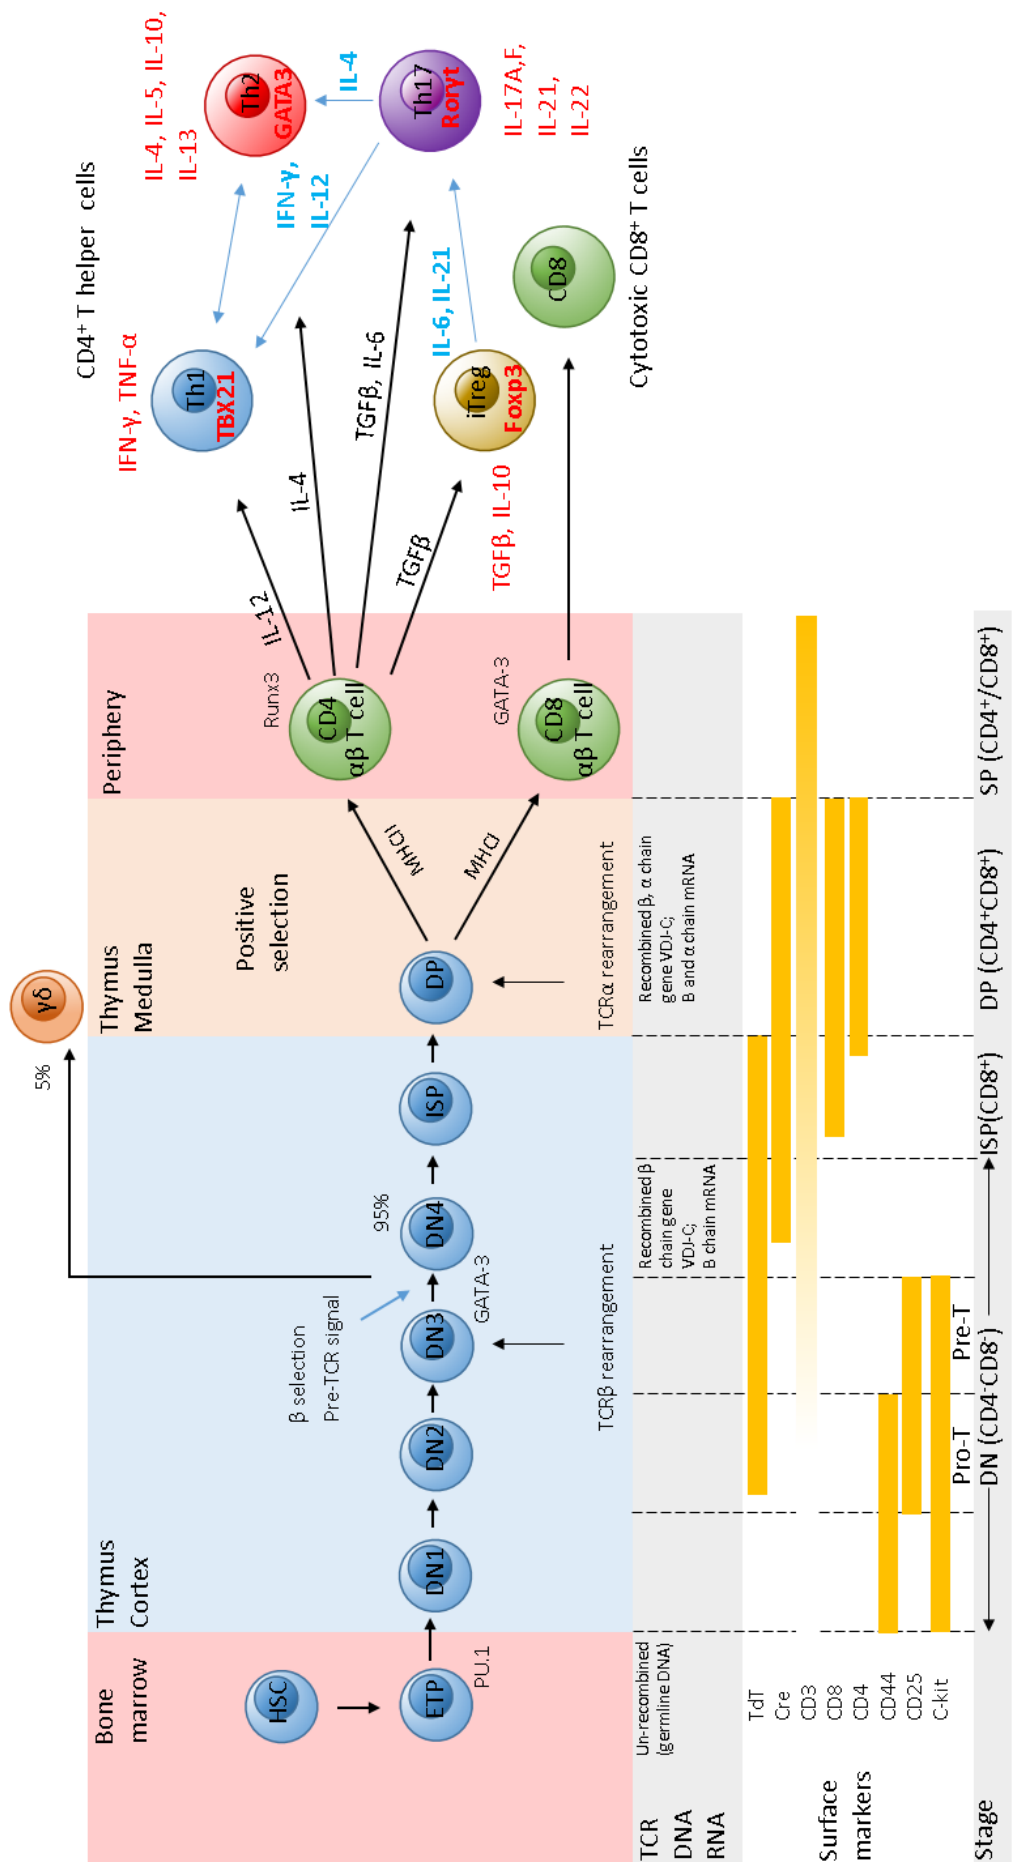 Bone
marrow
Thymus
Cortex
Thymus
Medulla
Periphery
CD4⁺ T helper cells
HSC
ETP
PU.1
DN1
DN2
DN3
GATA-3
β selection
Pre-TCR signal
DN4
95%
5%
γδ
ISP
DP
Positive
selection
MHCII
MHCI
TCRβ rearrangement
TCRα rearrangement
Runx3
CD4
αβ T cell
GATA-3
CD8
αβ T cell
IL-12
IL-4
TGFβ, IL-6
TGFβ
IFN-γ, TNF-α
Th1
TBX21
IL-4, IL-5, IL-10,
IL-13
Th2
GATA3
IFN-γ,
IL-12
IL-4
Th17
Rorγt
IL-17A,F,
IL-21,
IL-22
IL-6, IL-21
iTreg
Foxp3
TGFβ, IL-10
CD8
Cytotoxic CD8⁺ T cells
TCR
DNA
RNA
Un-recombined
(germline DNA)
Recombined β
chain gene
VDJ-C;
B chain mRNA
Recombined β, α chain
gene VDJ-C;
B and α chain mRNA
Surface
markers
TdT
Cre
CD3
CD8
CD4
CD44
CD25
C-kit
Pro-T
Pre-T
Stage
DN (CD4⁻CD8⁻)
ISP(CD8⁺)
DP (CD4⁺CD8⁺)
SP (CD4⁺/CD8⁺)